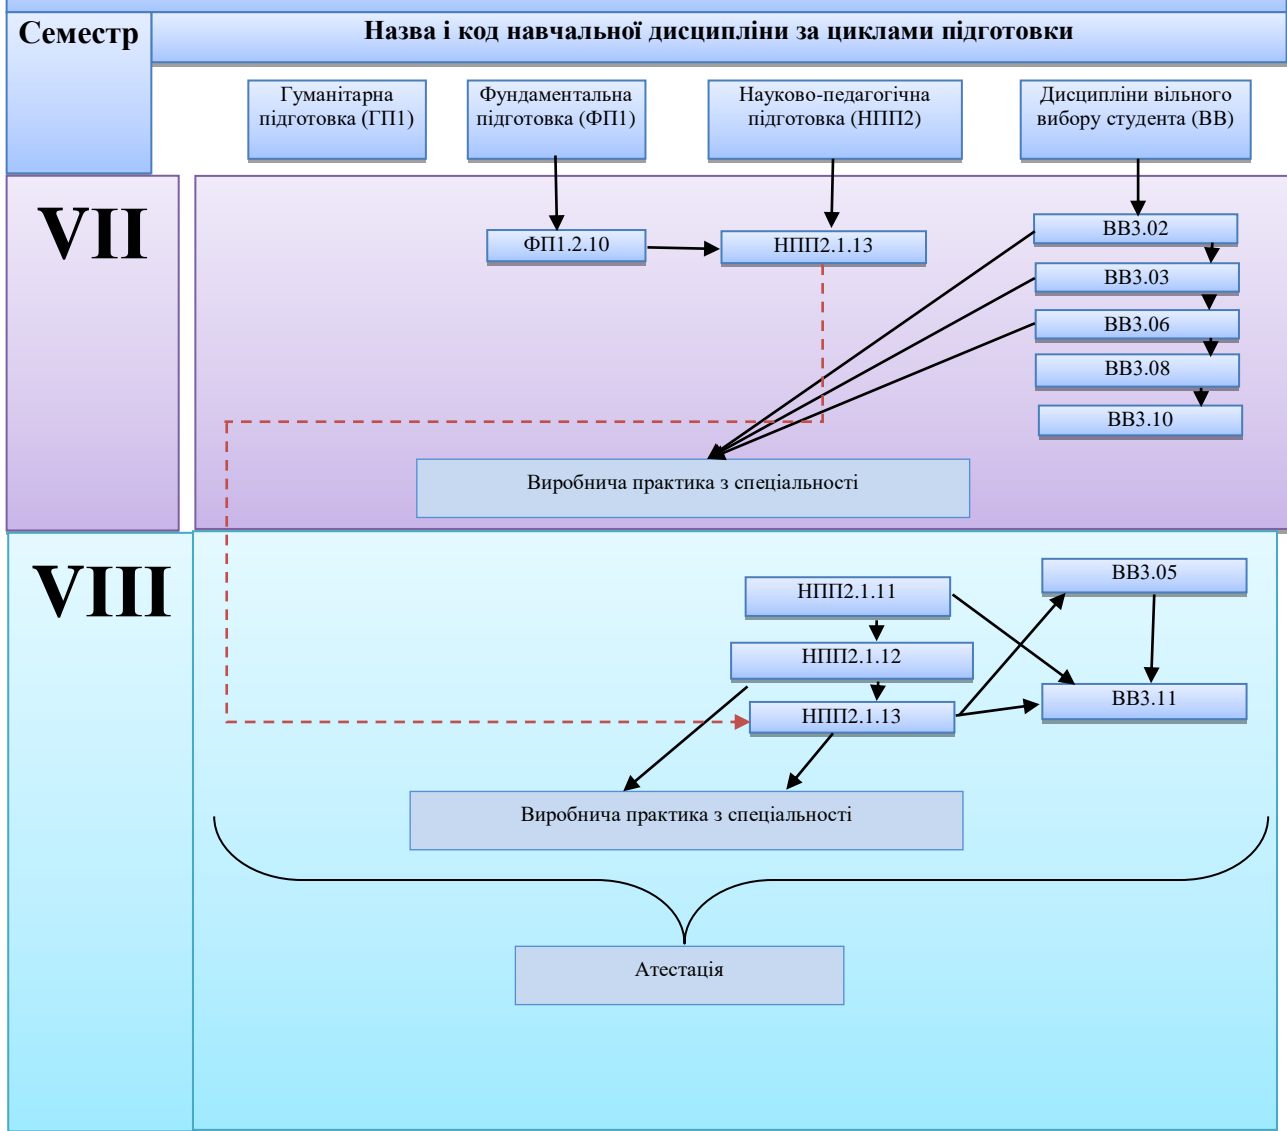 Семестр
Назва і код навчальної дисципліни за циклами підготовки
Гуманітарна
підготовка (ГП1)
Фундаментальна
підготовка (ФП1)
Науково-педагогічна
підготовка (НПП2)
Дисципліни вільного
вибору студента (ВВ)
VII
ФП1.2.10
НПП2.1.13
ВВ3.02
ВВ3.03
ВВ3.06
ВВ3.08
ВВ3.10
Виробнича практика з спеціальності
VIII
НПП2.1.11
ВВ3.05
НПП2.1.12
ВВ3.11
НПП2.1.13
Виробнича практика з спеціальності
Атестація